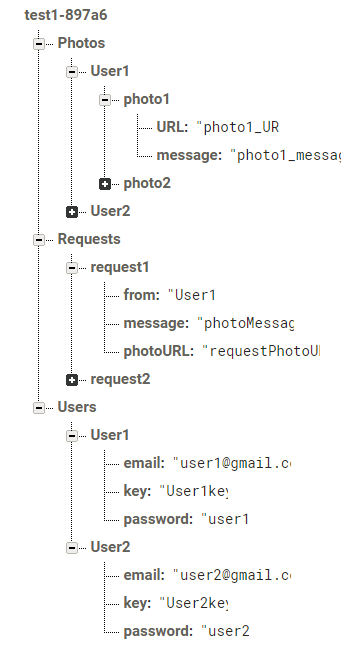 test1-897a6
Photos
User1
photo1
URL: "photo1_UR
message: "photo1_messag
photo2
User2
Requests
request1
from: "User1
message: "photoMessag
photoURL: "requestPhotoU
request2
Users
User1
email: "user1@gmail.c
key: "User1key
password: "user1
User2
email: "user2@gmail.c
key: "User2key
password: "user2